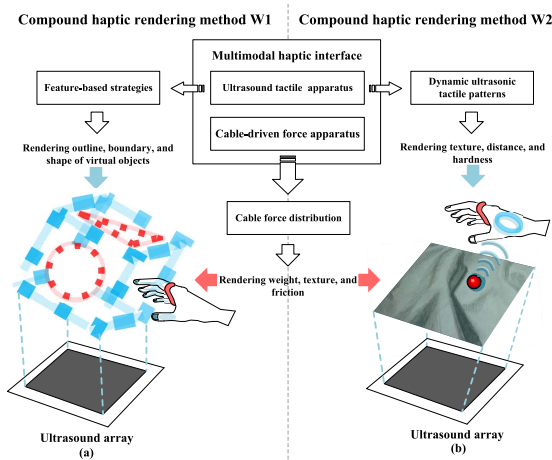 Compound haptic rendering method W1
Compound haptic rendering method W2
Multimodal haptic interface
Feature-based strategies
Ultrasound tactile apparatus
Dynamic ultrasonic
tactile patterns
Cable-driven force apparatus
Rendering outline, boundary, and
shape of virtual objects
Rendering texture, distance, and
hardness
Cable force distribution
Rendering weight, texture, and
friction
Ultrasound array
(a)
Ultrasound array
(b)